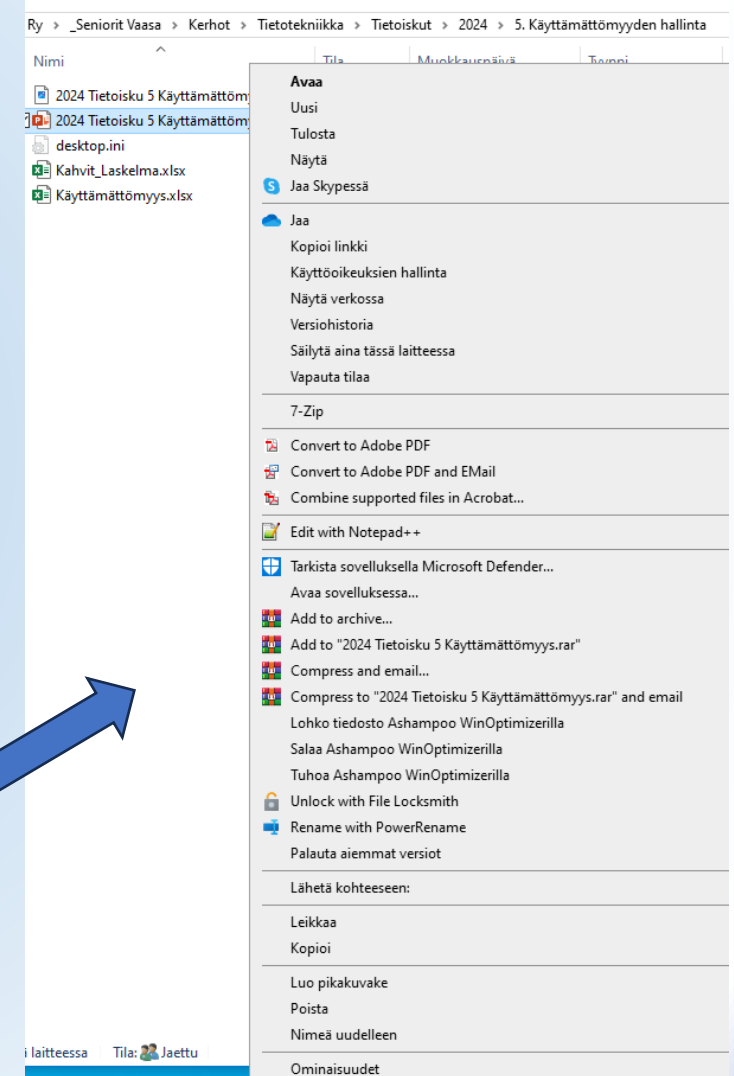 Ry > _Seniorit Vaasa > Kerhot > Tietotekniikka > Tietoiskut > 2024 > 5. Käyttämättömyyden hallinta
Nimi Tila Muokkauspäivä Tyyppi
2024 Tietoisku 5 Käyttämättöm
2024 Tietoisku 5 Käyttämättöm
desktop.ini
Kahvit_Laskelma.xlsx
Käyttämättömyys.xlsx
Avaa
Uusi
Tulosta
Näytä
Jaa Skypessä
Jaa
Kopioi linkki
Käyttöoikeuksien hallinta
Näytä verkossa
Versiohistoria
Säilytä aina tässä laitteessa
Vapauta tilaa
7-Zip
Convert to Adobe PDF
Convert to Adobe PDF and EMail
Combine supported files in Acrobat...
Edit with Notepad++
Tarkista sovelluksella Microsoft Defender...
Avaa sovelluksessa...
Add to archive...
Add to "2024 Tietoisku 5 Käyttämättömyys.rar"
Compress and email...
Compress to "2024 Tietoisku 5 Käyttämättömyys.rar" and email
Lohko tiedosto Ashampoo WinOptimizerilla
Salaa Ashampoo WinOptimizerilla
Tuhoa Ashampoo WinOptimizerilla
Unlock with File Locksmith
Rename with PowerRename
Palauta aiemmat versiot
Lähetä kohteeseen:
Leikkaa
Kopioi
Luo pikakuvake
Poista
Nimeä uudelleen
Ominaisuudet
laitteessa Tila: Jaettu